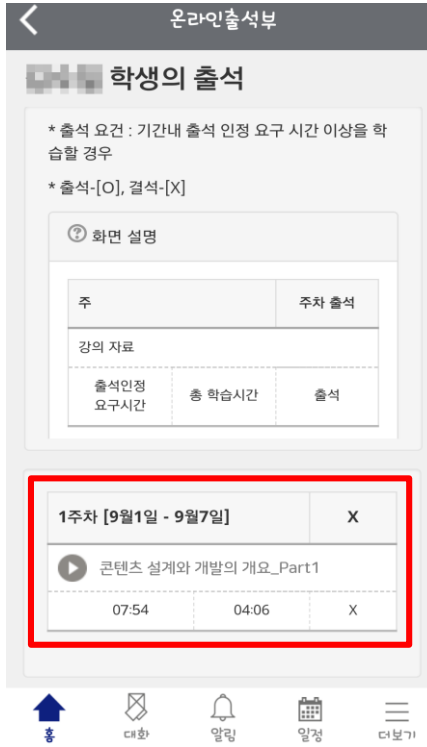 온라인출석부
학생의 출석
* 출석 요건 : 기간내 출석 인정 요구 시간 이상을 학
습할 경우
* 출석-[O], 결석-[X]
? 화면 설명
주 주차 출석
강의 자료
출석인정
요구시간 총 학습시간 출석
1주차 [9월1일 - 9월7일] X
콘텐츠 설계와 개발의 개요_Part1
07:54 04:06 X
홈 대화 알림 일정 더보기